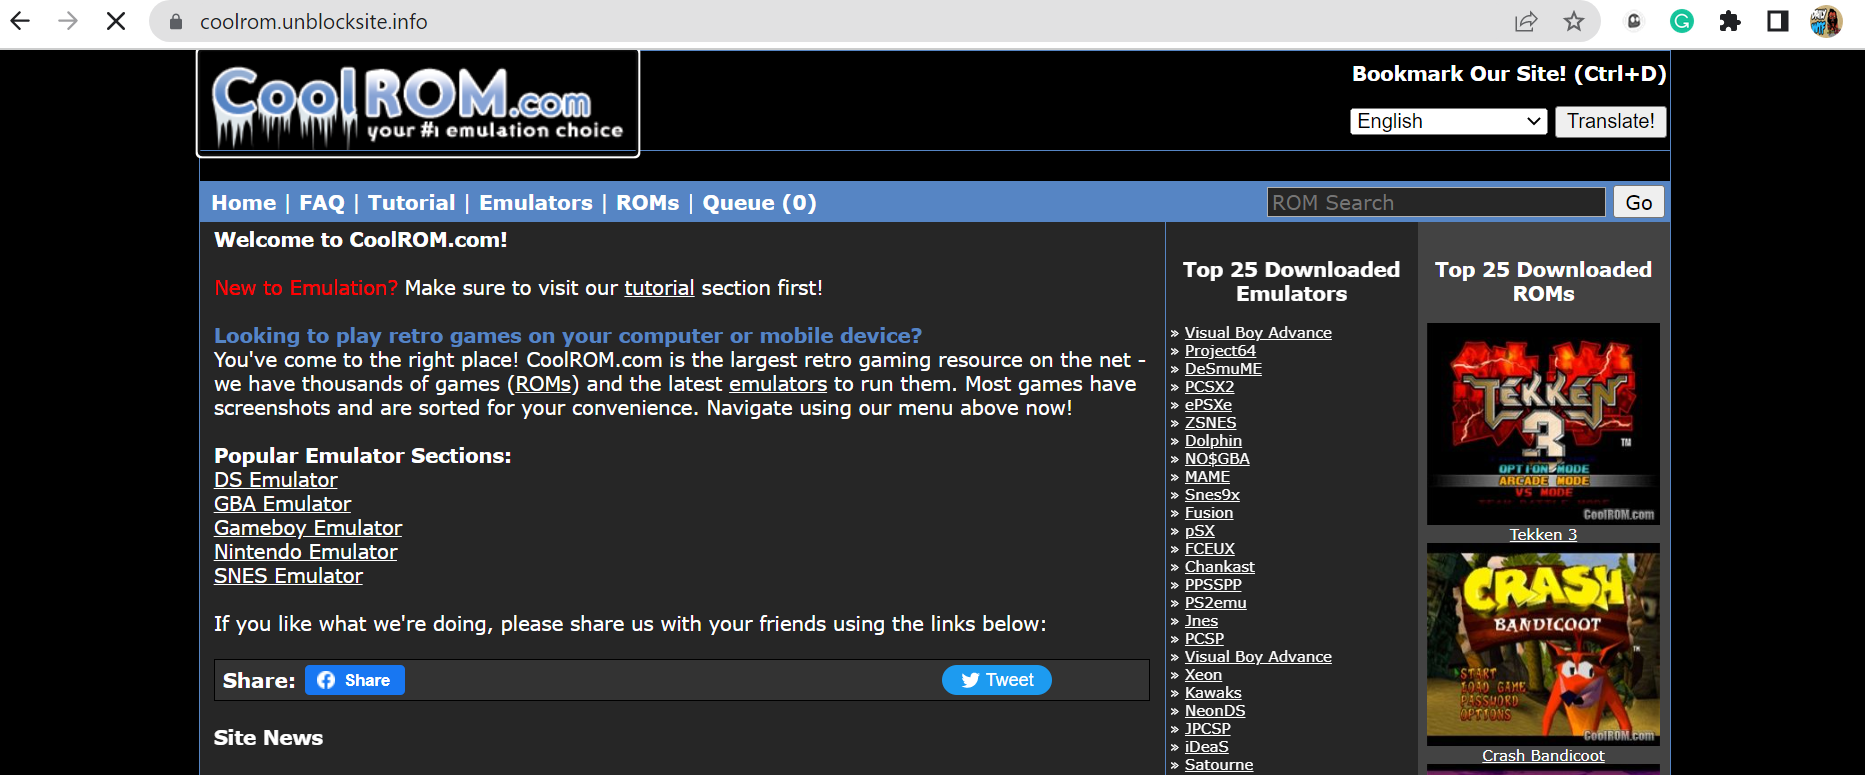 coolrom.unblocksite.info
CoolROM.com
your #1 emulation choice
Bookmark Our Site! (Ctrl+D)
English
Translate!
Home | FAQ | Tutorial | Emulators | ROMs | Queue (0)
ROM Search
Go
Welcome to CoolROM.com!
New to Emulation? Make sure to visit our tutorial section first!
Looking to play retro games on your computer or mobile device?
You've come to the right place! CoolROM.com is the largest retro gaming resource on the net -
we have thousands of games (ROMs) and the latest emulators to run them. Most games have
screenshots and are sorted for your convenience. Navigate using our menu above now!
Popular Emulator Sections:
DS Emulator
GBA Emulator
Gameboy Emulator
Nintendo Emulator
SNES Emulator
If you like what we're doing, please share us with your friends using the links below:
Share:
Share
Tweet
Site News
Top 25 Downloaded
Emulators
» Visual Boy Advance
» Project64
» DeSmuME
» PCSX2
» ePSXe
» ZSNES
» Dolphin
» NO$GBA
» MAME
» Snes9x
» Fusion
» pSX
» FCEUX
» Chankast
» PPSSPP
» PS2emu
» Jnes
» PCSP
» Visual Boy Advance
» Xeon
» Kawaks
» NeonDS
» JPCSP
» iDeaS
» Satourne
Top 25 Downloaded
ROMs
TEKKEN
3
TM
OPTION MODE
ARCADE MODE
VS MODE
CoolROM.com
Tekken 3
CRASH
BANDICOOT
START
LOAD GAME
PASSWORD
OPTIONS
CoolROM.com
Crash Bandicoot